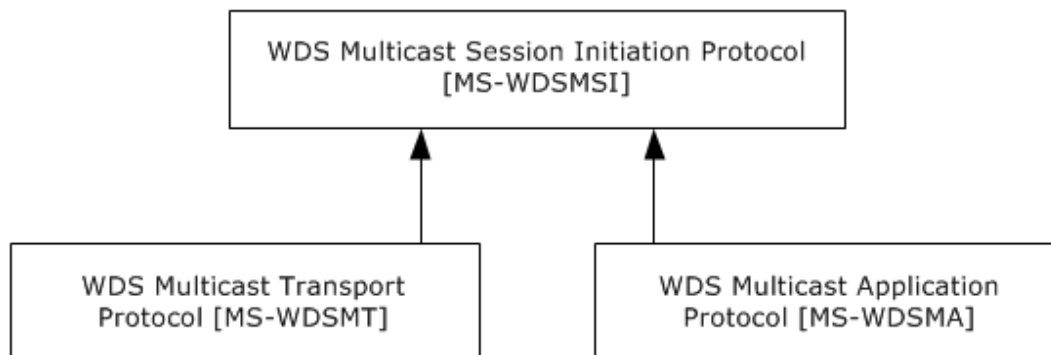 WDS Multicast Session Initiation Protocol
[MS-WDSMSI]
WDS Multicast Transport
Protocol [MS-WDSMT]
WDS Multicast Application
Protocol [MS-WDSMA]